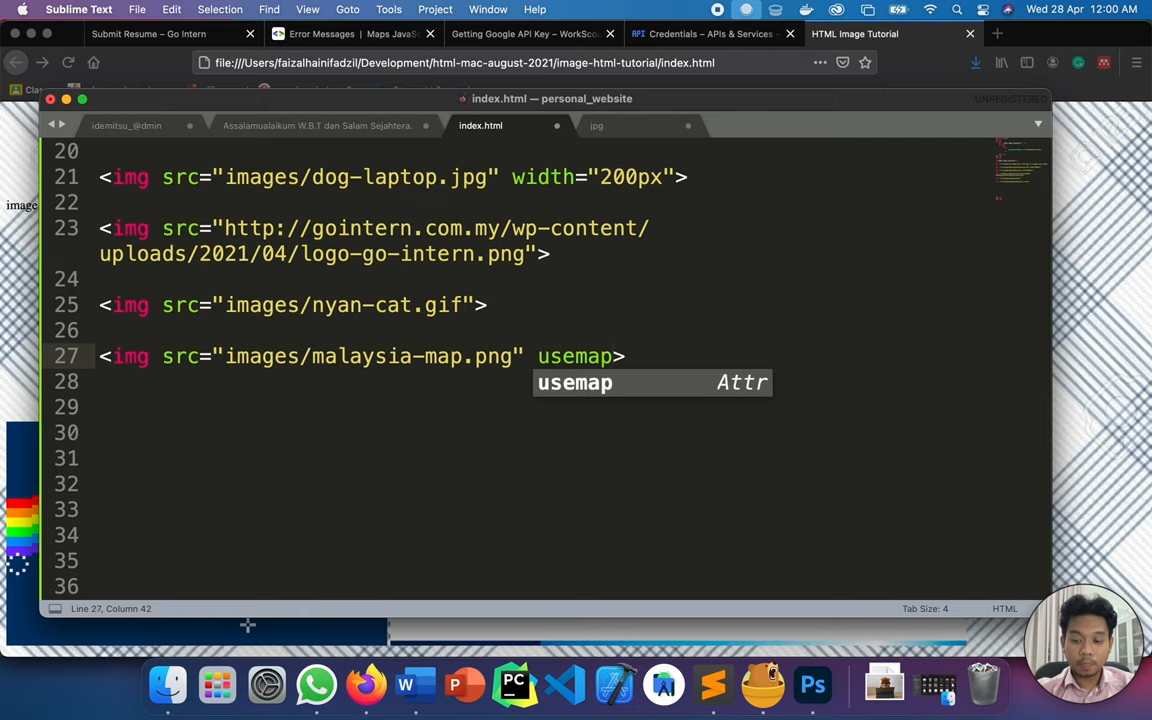 Sublime Text File Edit Selection Find View Goto Tools Project Window Help Wed 28 Apr 12:00 AM
Submit Resume – Go Intern Error Messages | Maps JavaSc Getting Google API Key – WorkScou API Credentials – APIs & Services – HTML Image Tutorial
file:///Users/faizalhainifadzil/Development/html-mac-august-2021/image-html-tutorial/index.html
index.html — personal_website UNREGISTERED
idemitsu_@dmin Assalamualaikum W.B.T dan Salam Sejahtera. index.html jpg
20
21 <img src="images/dog-laptop.jpg" width="200px">
22
23 <img src="http://gointern.com.my/wp-content/
uploads/2021/04/logo-go-intern.png">
24
25 <img src="images/nyan-cat.gif">
26
27 <img src="images/malaysia-map.png" usemap>
28 usemap Attr
29
30
31
32
33
34
35
36
Line 27, Column 42 Tab Size: 4 HTML